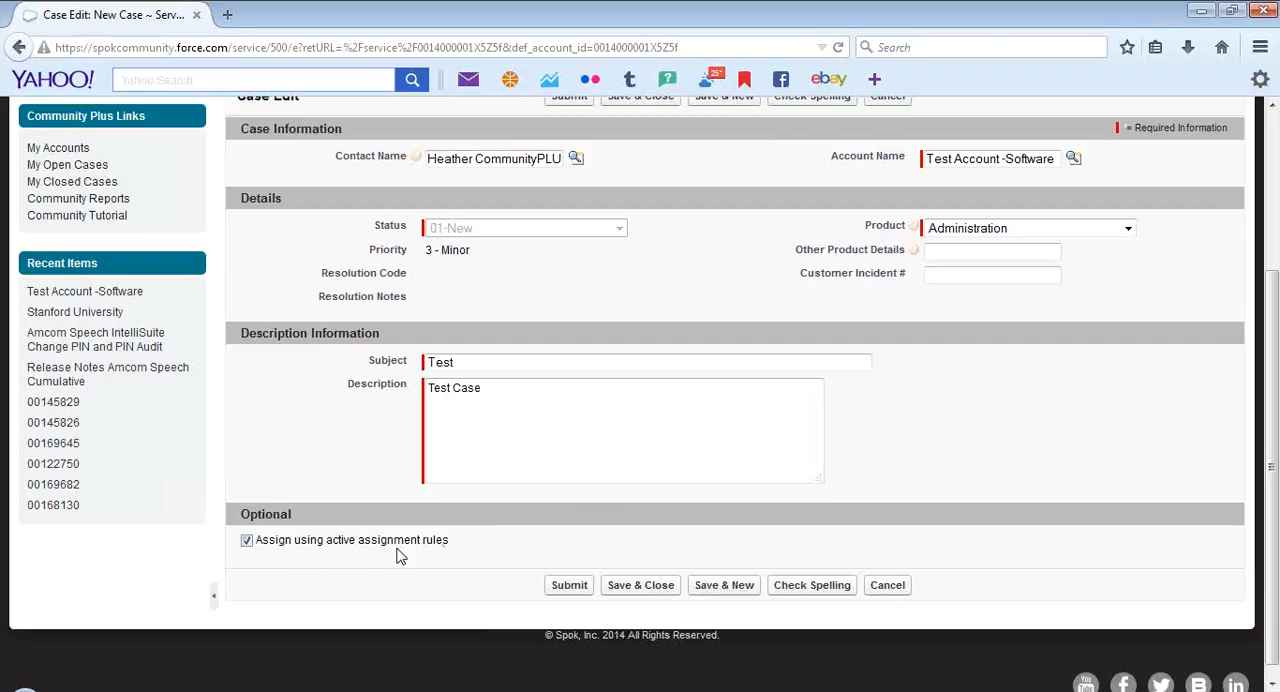 Case Edit: New Case ~ Serv...
https://spokcommunity.force.com/service/500/e?retURL=%2Fservice%2F0014000001X5Z5f&def_account_id=0014000001X5Z5f
Search
YAHOO!
Yahoo Search
25*
ebay
Community Plus Links
My Accounts
My Open Cases
My Closed Cases
Community Reports
Community Tutorial
Recent Items
Test Account -Software
Stanford University
Amcom Speech IntelliSuite
Change PIN and PIN Audit
Release Notes Amcom Speech
Cumulative
00145829
00145826
00169645
00122750
00169682
00168130
Case Edit
Submit
Save & Close
Save & New
Check Spelling
Cancel
Case Information
= Required Information
Contact Name
Heather CommunityPLU
Account Name
Test Account -Software
Details
Status
01-New
Product
Administration
Priority
3 - Minor
Other Product Details
Resolution Code
Customer Incident #
Resolution Notes
Description Information
Subject
Test
Description
Test Case
Optional
Assign using active assignment rules
Submit
Save & Close
Save & New
Check Spelling
Cancel
© Spok, Inc. 2014 All Rights Reserved.